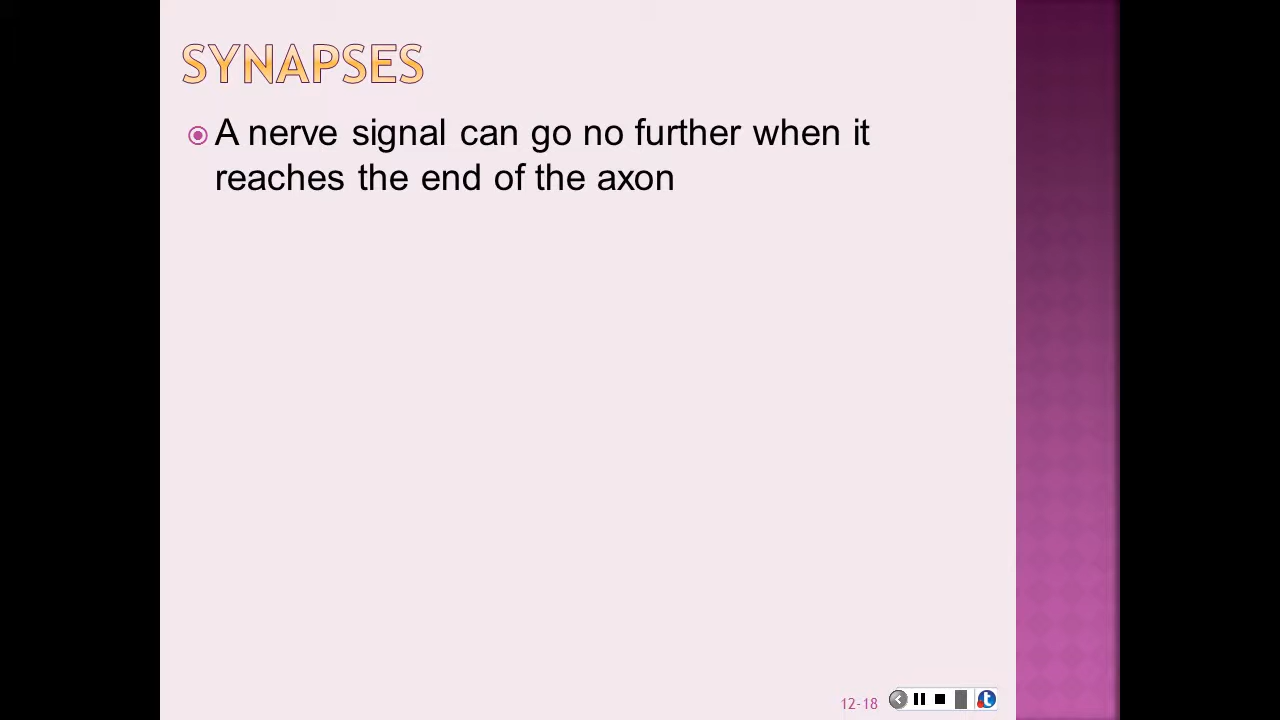 SYNAPSES
A nerve signal can go no further when it
reaches the end of the axon
12-18
t